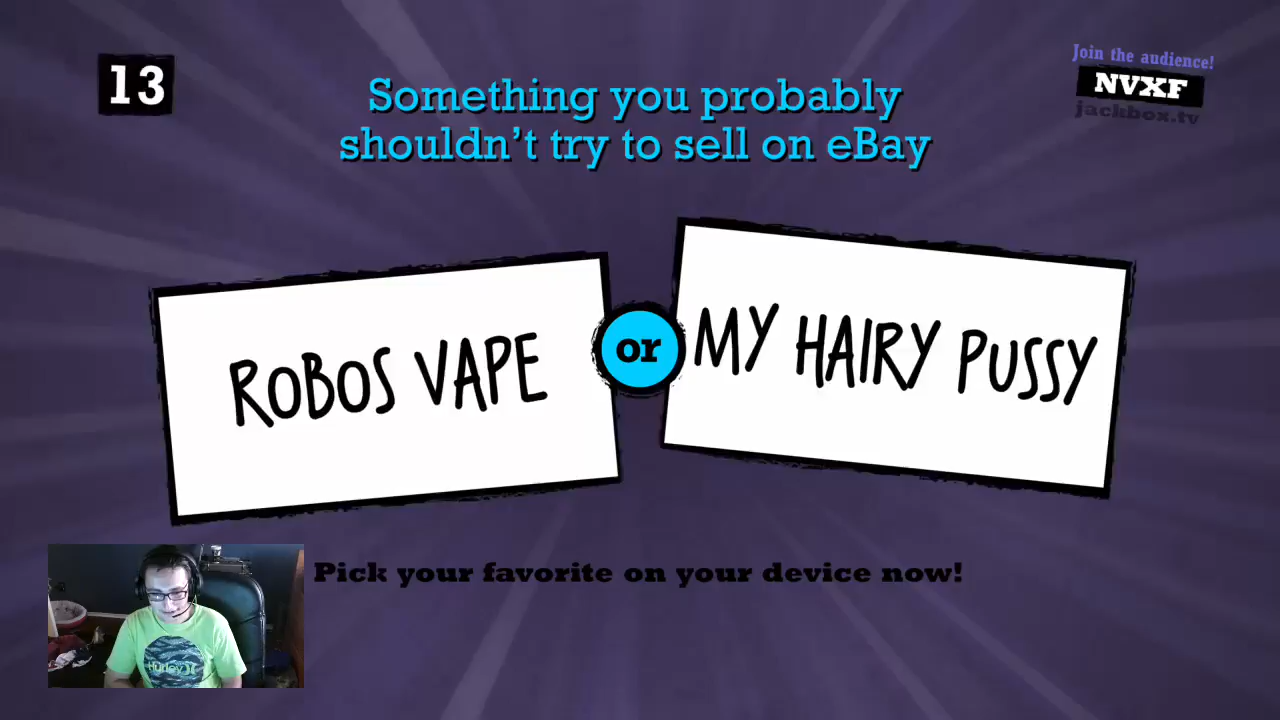 13
Something you probably
shouldn't try to sell on eBay
Join the audience!
NVXF
jackbox.tv
ROBOS VAPE
or
MY HAIRY PUSSY
Pick your favorite on your device now!
Hurley